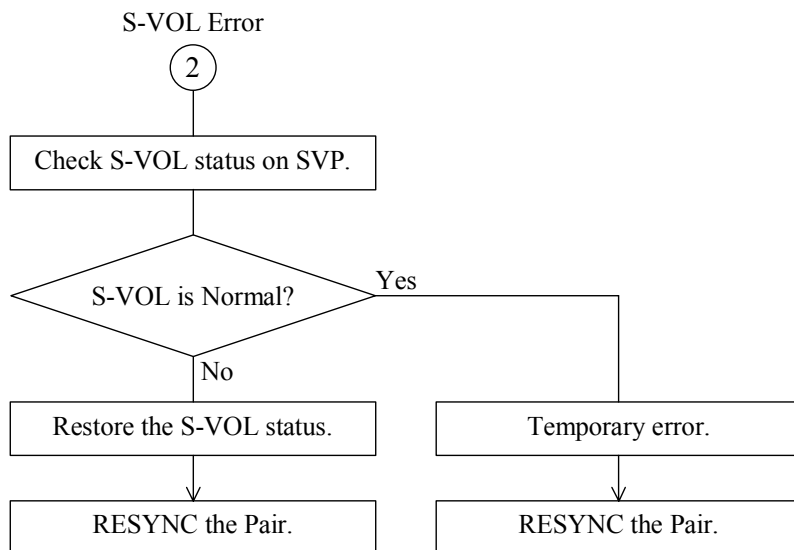 S-VOL Error
2
Check S-VOL status on SVP.
S-VOL is Normal?
Yes
No
Restore the S-VOL status.
Temporary error.
RESYNC the Pair.
RESYNC the Pair.